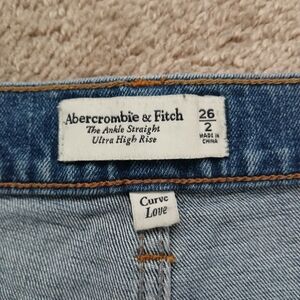 Abercrombie & Fitch
The Ankle Straight
Ultra High Rise
26
2
MADE IN
CHINA
Curve
Love